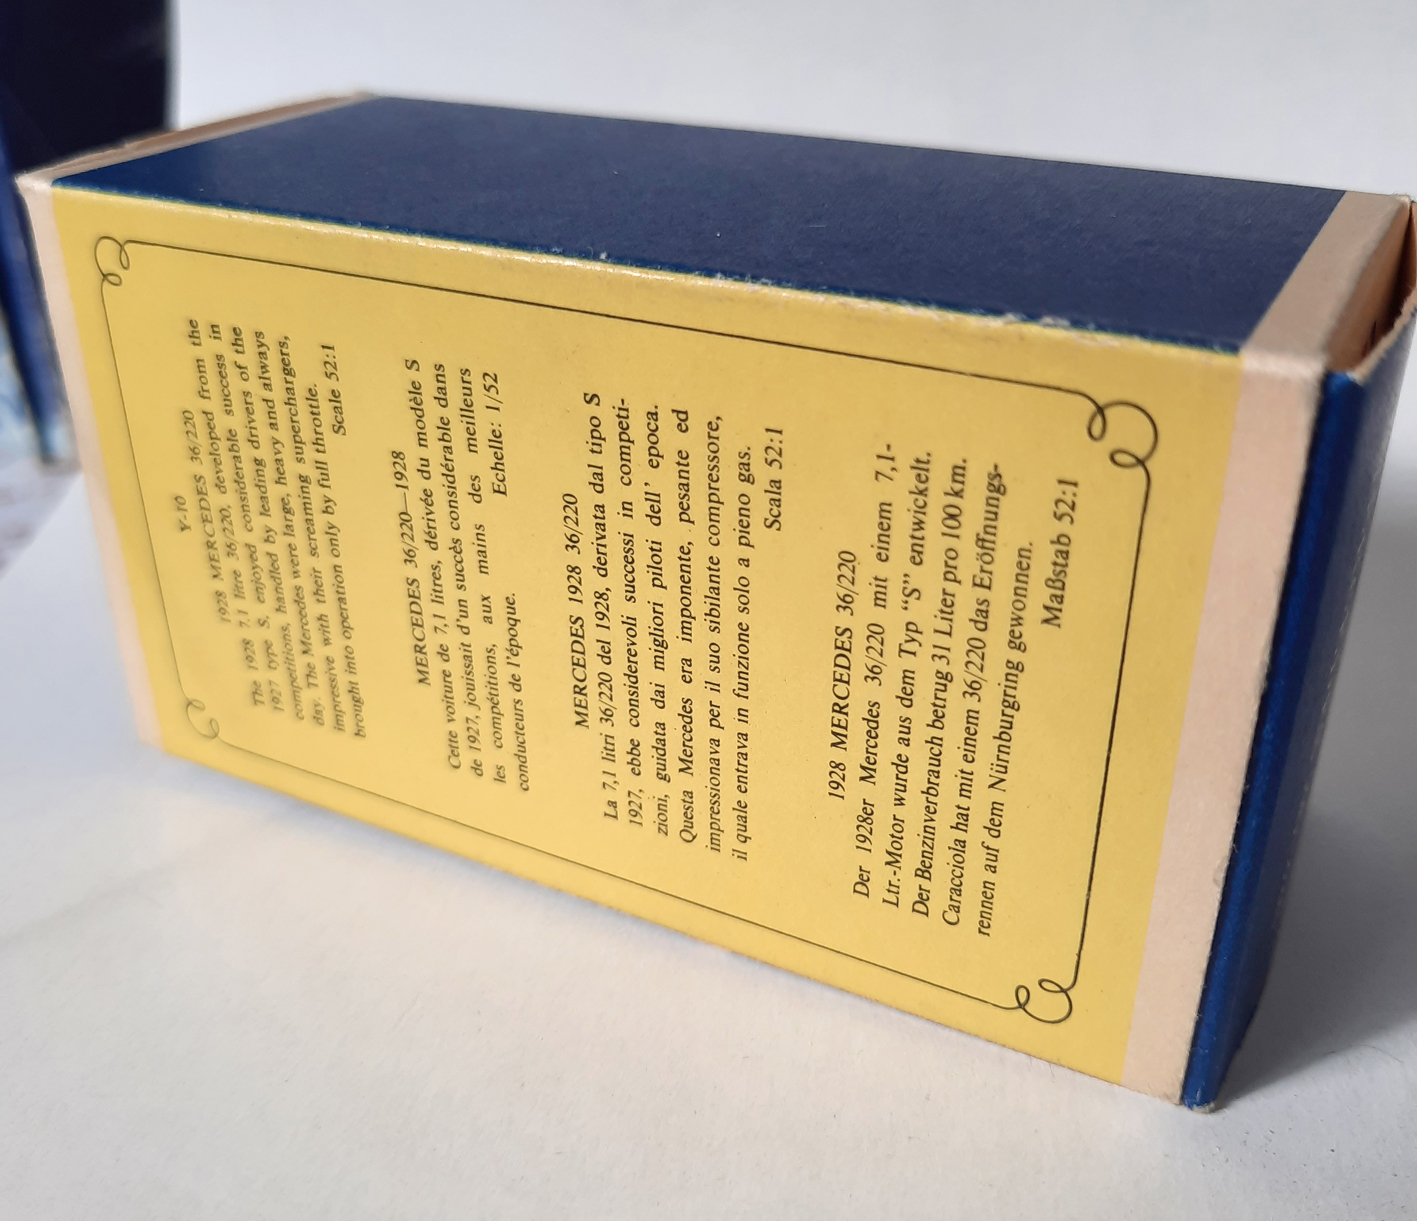 Y-10
1928 MERCEDES 36/220
The 1928 7,1 litre 36/220, developed from the
1927 type S, enjoyed considerable success in
competitions, handled by leading drivers of the
day. The Mercedes were large, heavy and always
impressive with their screaming superchargers,
brought into operation only by full throttle.
Scale 52:1
MERCEDES 36/220—1928
Cette voiture de 7,1 litres, dérivée du modèle S
de 1927, jouissait d'un succès considérable dans
les compétitions, aux mains des meilleurs
conducteurs de l'époque.
Echelle: 1/52
MERCEDES 1928 36/220
La 7,1 litri 36/220 del 1928, derivata dal tipo S
1927, ebbe considerevoli successi in competi-
zioni, guidata dai migliori piloti dell' epoca.
Questa Mercedes era imponente, pesante ed
impressionava per il suo sibilante compressore,
il quale entrava in funzione solo a pieno gas.
Scala 52:1
1928 MERCEDES 36/220
Der 1928er Mercedes 36/220 mit einem 7,1-
Ltr.-Motor wurde aus dem Typ “S” entwickelt.
Der Benzinverbrauch betrug 31 Liter pro 100 km.
Caracciola hat mit einem 36/220 das Eröffnungs-
rennen auf dem Nürnburgring gewonnen.
Maßstab 52:1